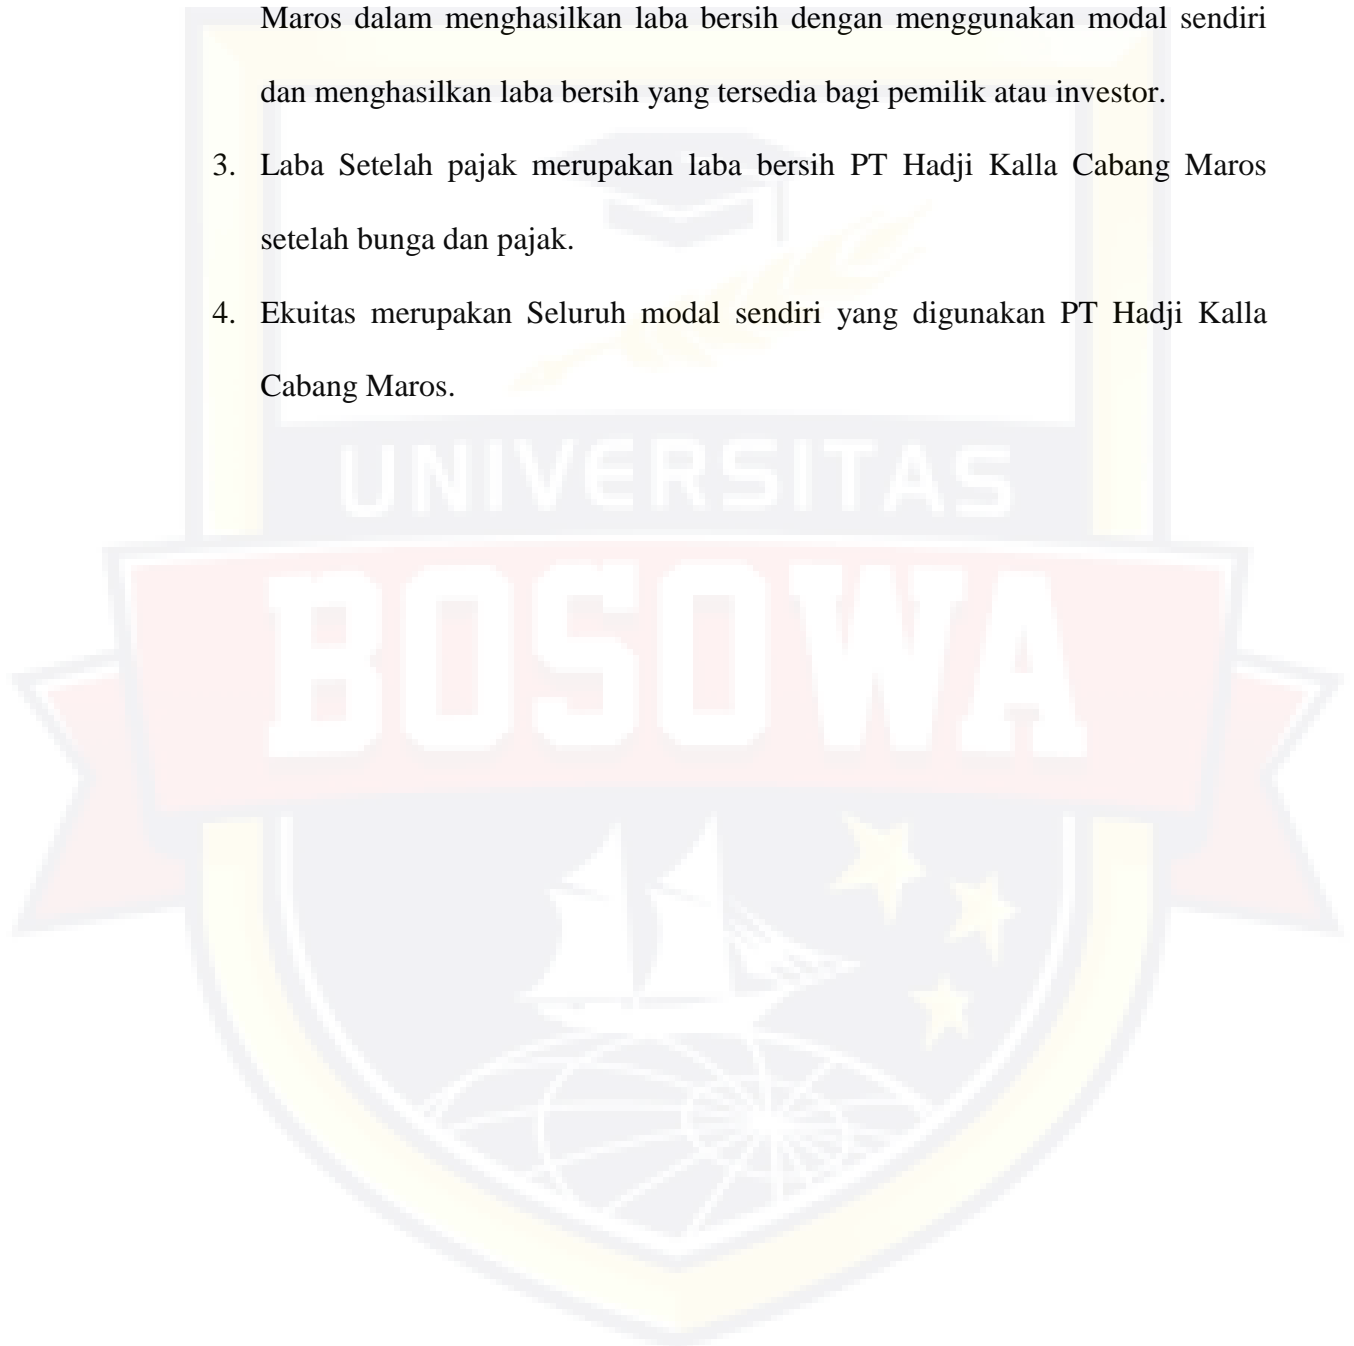 Maros dalam menghasilkan laba bersih dengan menggunakan modal sendiri
dan menghasilkan laba bersih yang tersedia bagi pemilik atau investor.
3. Laba Setelah pajak merupakan laba bersih PT Hadji Kalla Cabang Maros
setelah bunga dan pajak.
4. Ekuitas merupakan Seluruh modal sendiri yang digunakan PT Hadji Kalla
Cabang Maros.
UNIVERSITAS
BOSOWA